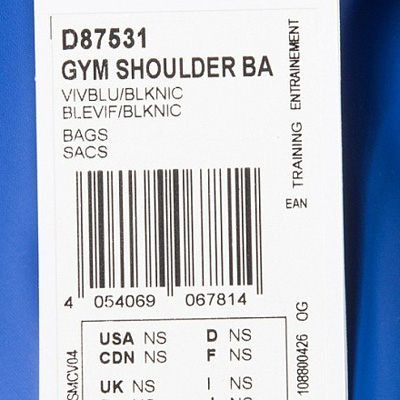 D87531
GYM SHOULDER BA
VIVBLU/BLKNIC
BLEVIF/BLKNIC
BAGS
SACS
TRAINING ENTRAINEMENT
EAN
4 054069 067814
USA NS D NS
CDN NS F NS
UK NS I NS
NS
SMCV04
108800426 OG